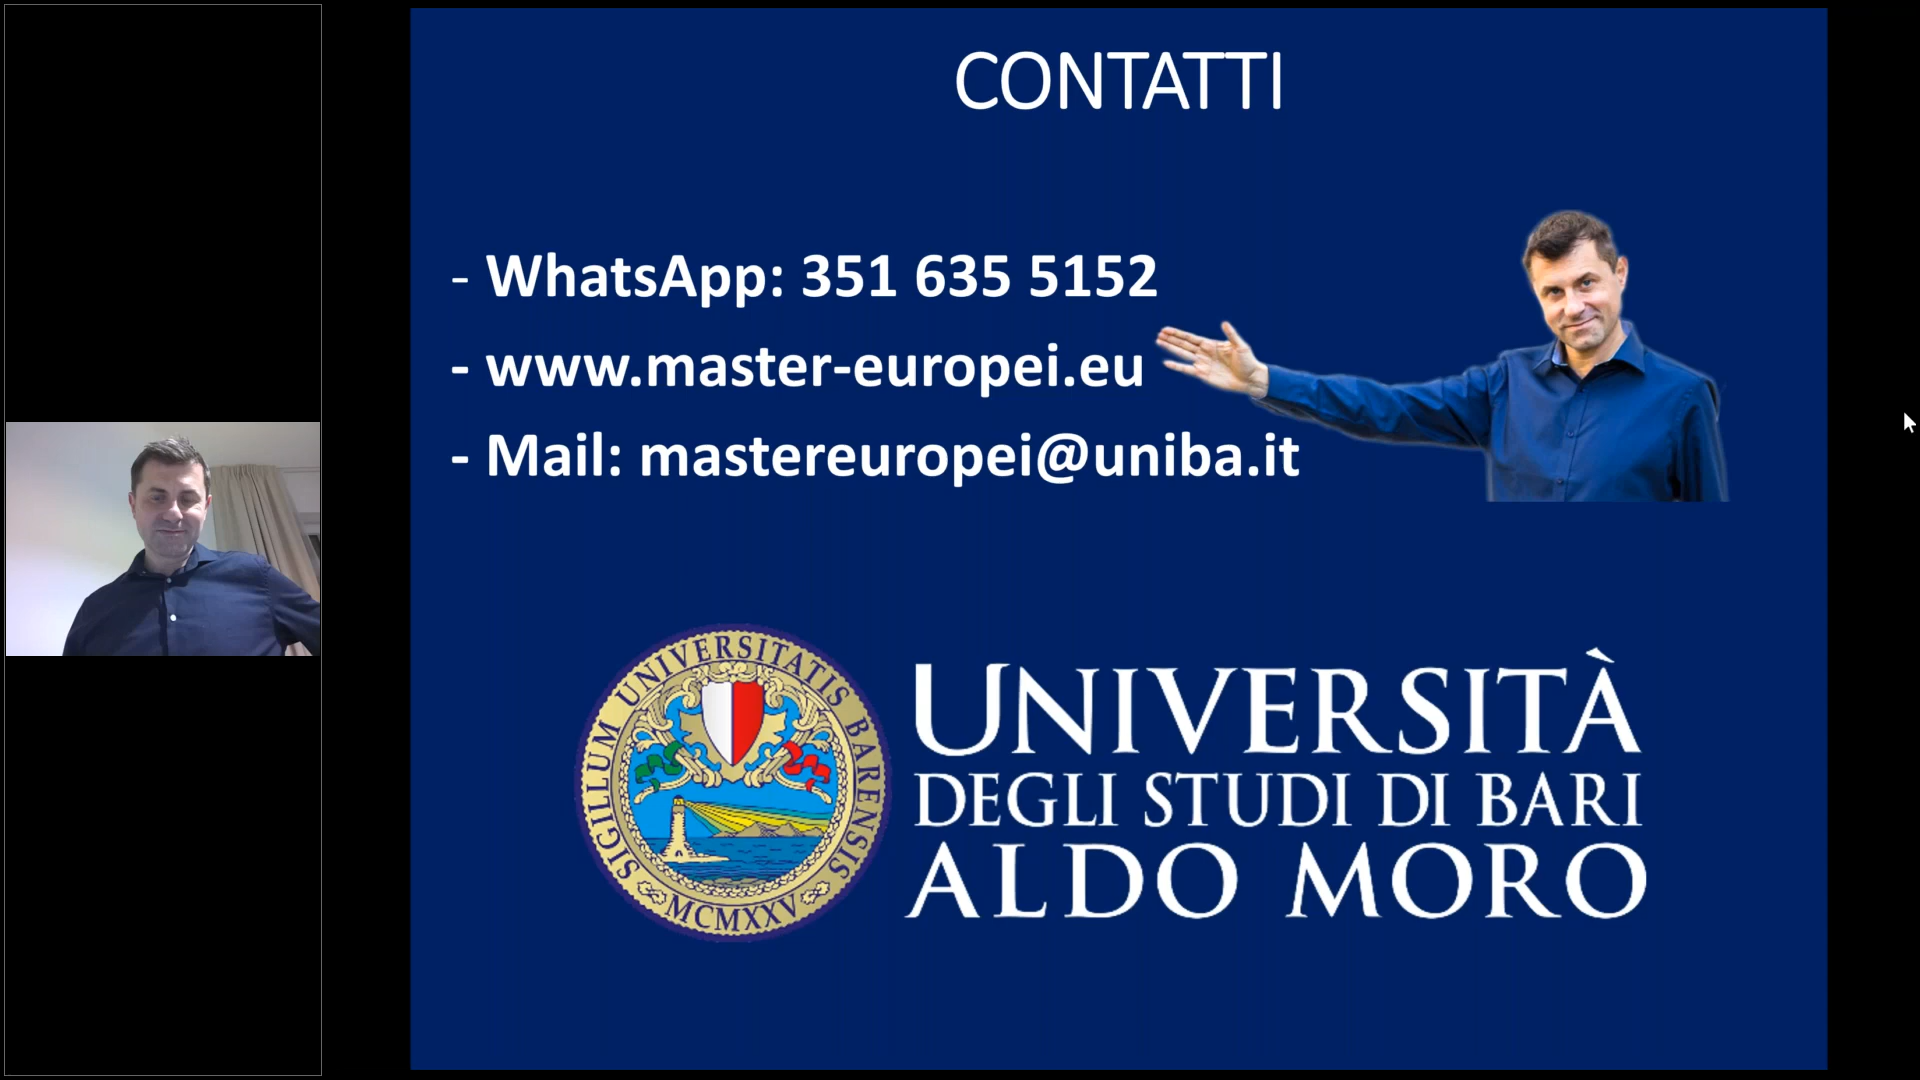 CONTATTI
- WhatsApp: 351 635 5152
- www.master-europei.eu
- Mail: mastereuropei@uniba.it
SIGILLUM UNIVERSITATIS BARENSIS
MCMXXV
UNIVERSITÀ
DEGLI STUDI DI BARI
ALDO MORO